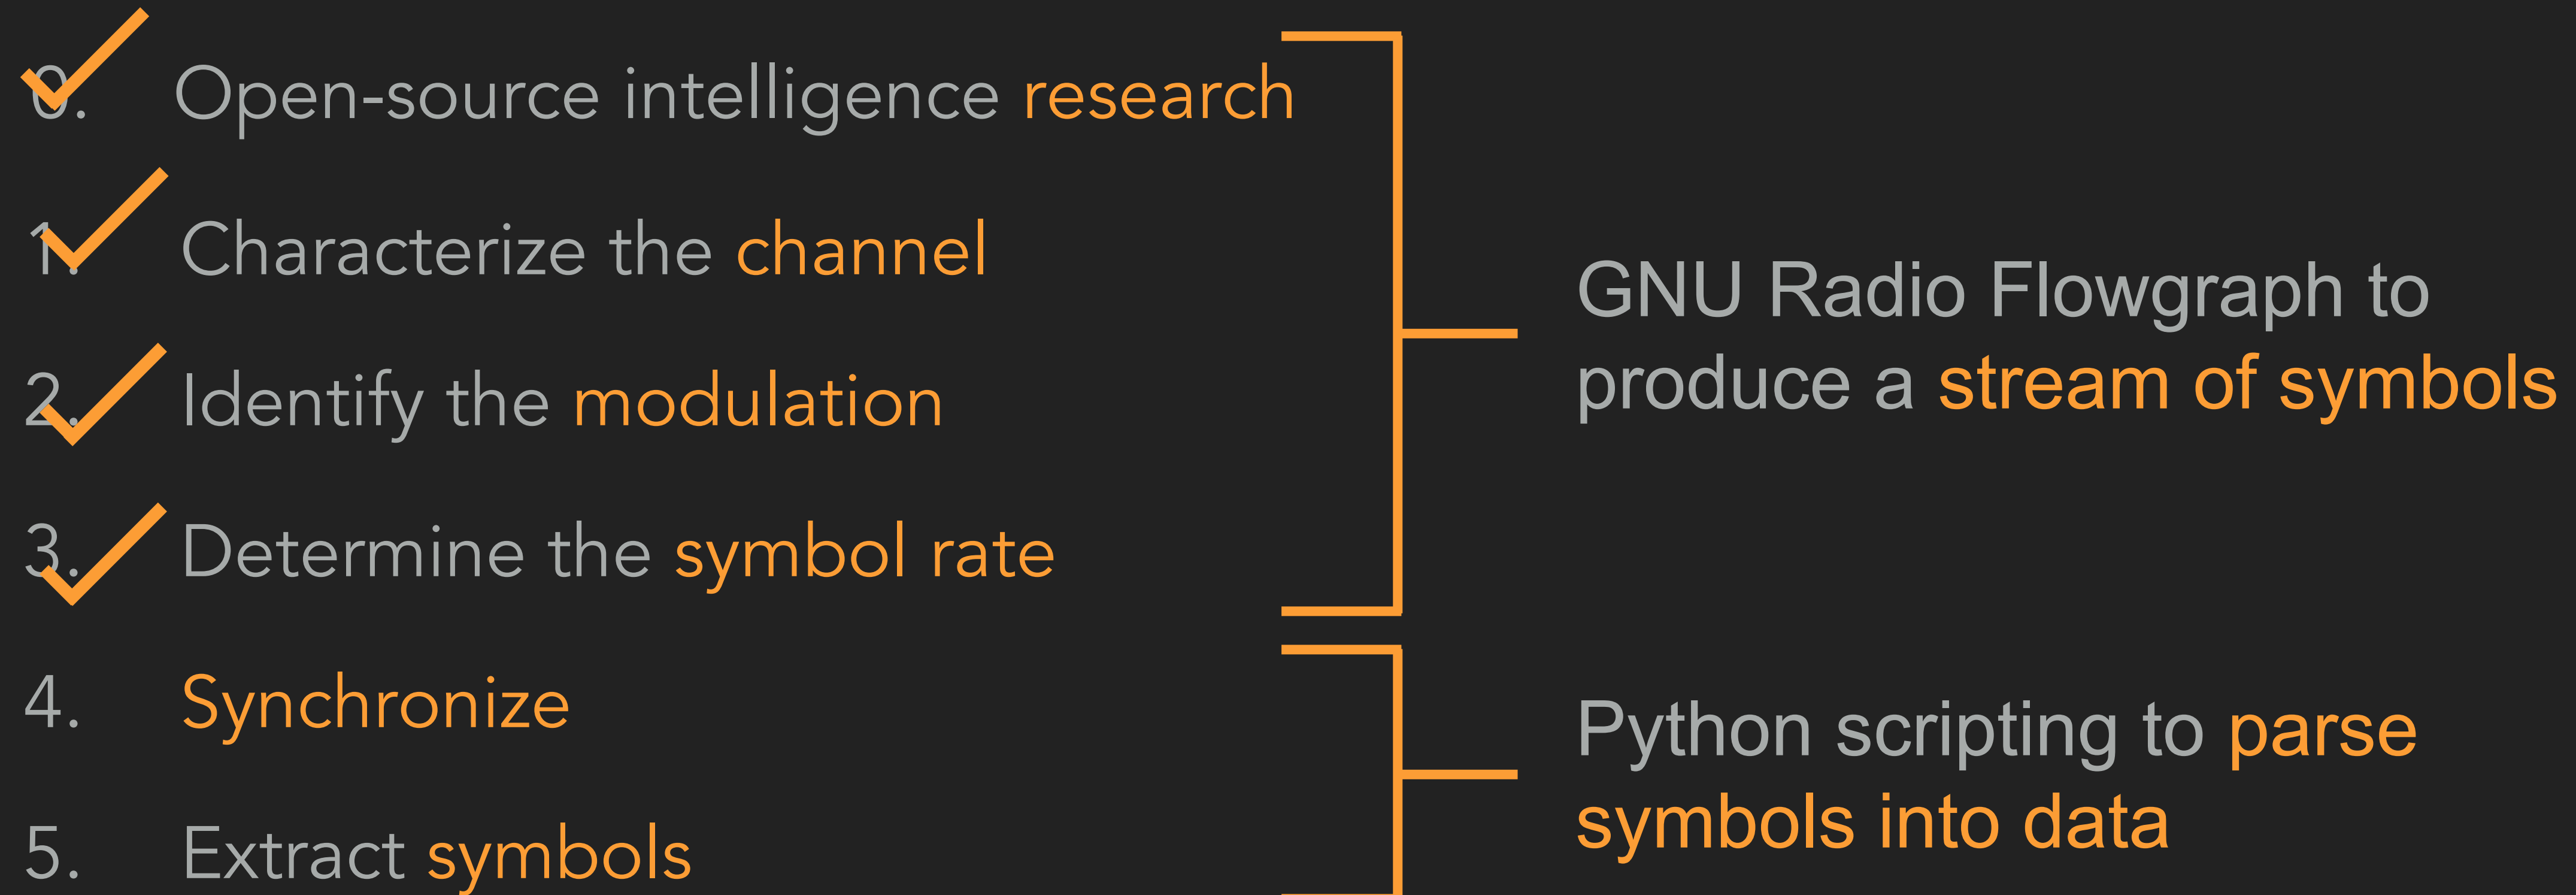 0. Open-source intelligence research
1. Characterize the channel
2. Identify the modulation
3. Determine the symbol rate
4. Synchronize
5. Extract symbols
GNU Radio Flowgraph to
produce a stream of symbols
Python scripting to parse
symbols into data